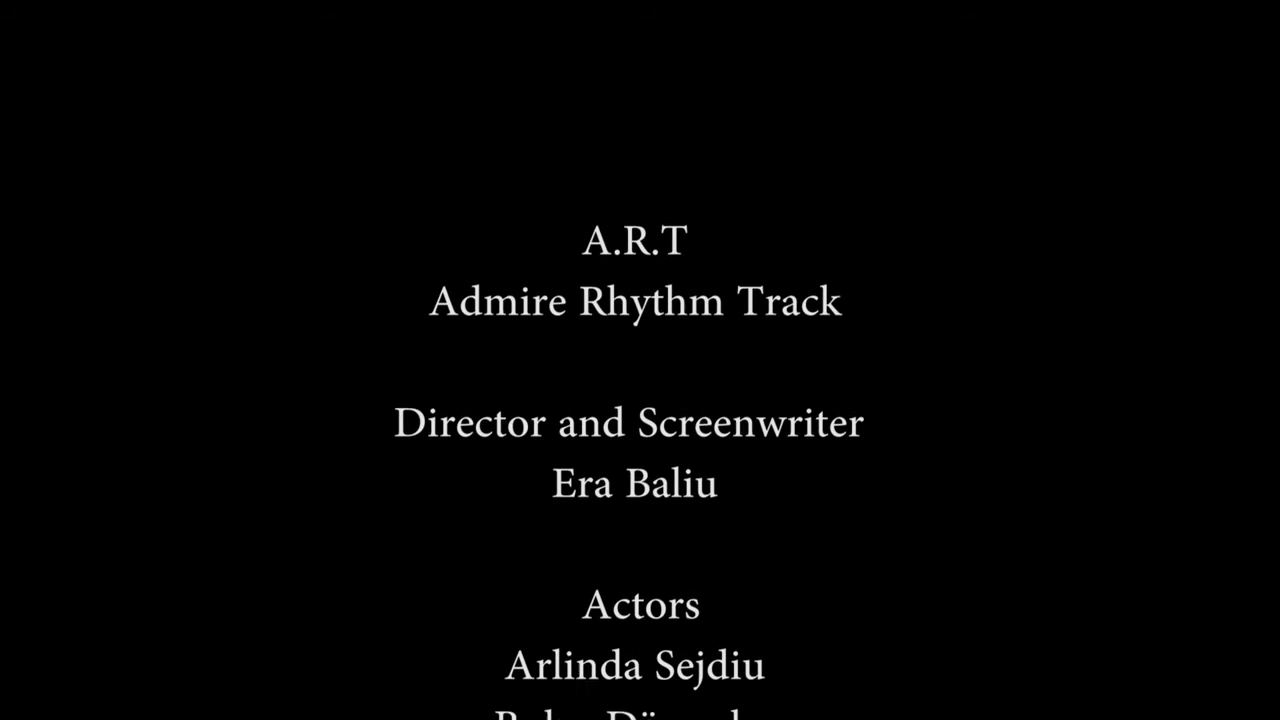 A.R.T
Admire Rhythm Track
Director and Screenwriter
Era Baliu
Actors
Arlinda Sejdiu